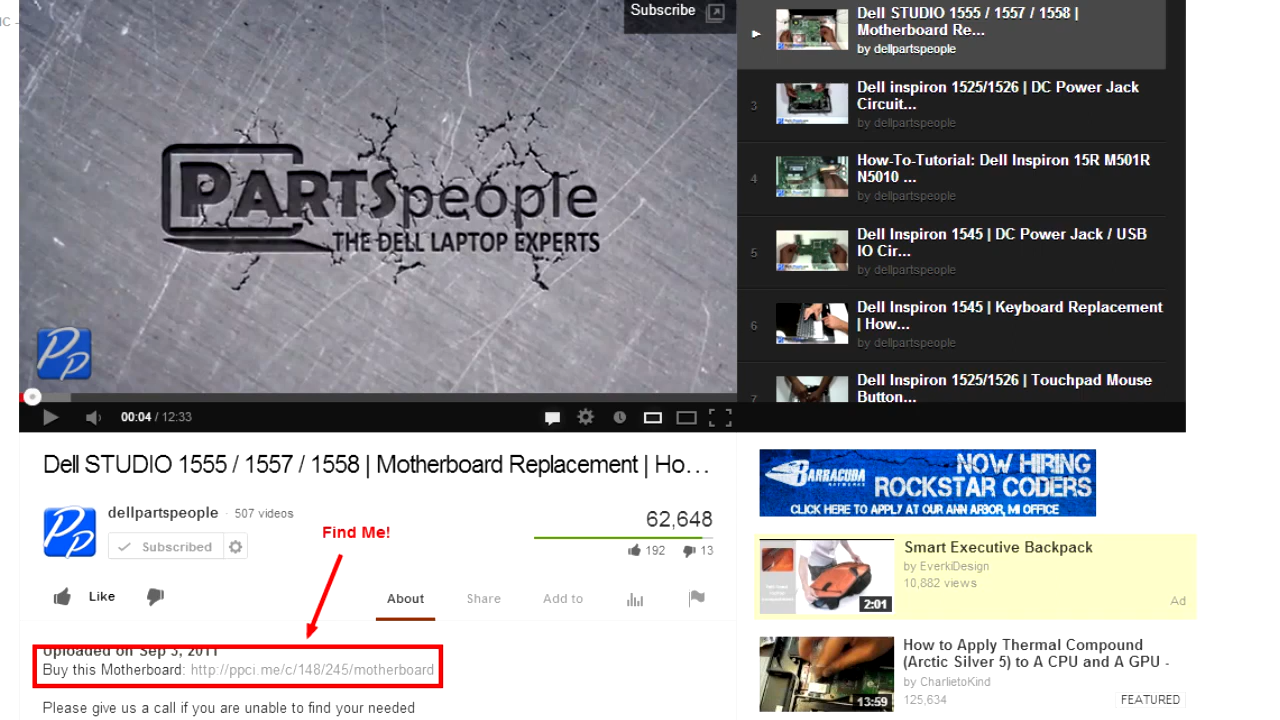 IC -
Subscribe
PARTSpeople
THE DELL LAPTOP EXPERTS
PP
00:04 / 12:33
Dell STUDIO 1555 / 1557 / 1558 |
Motherboard Re...
by dellpartspeople
3
Dell inspiron 1525/1526 | DC Power Jack
Circuit...
by dellpartspeople
4
How-To-Tutorial: Dell Inspiron 15R M501R
N5010 ...
by dellpartspeople
5
Dell Inspiron 1545 | DC Power Jack / USB
IO Cir...
by dellpartspeople
6
Dell Inspiron 1545 | Keyboard Replacement
| How...
by dellpartspeople
7
Dell Inspiron 1525/1526 | Touchpad Mouse
Button...
Dell STUDIO 1555 / 1557 / 1558 | Motherboard Replacement | Ho...
PP
dellpartspeople · 507 videos
Subscribed
62,648
192 13
Find Me!
Like
About
Share
Add to
Uploaded on Sep 3, 2011
Buy this Motherboard: http://ppci.me/c/148/245/motherboard
Please give us a call if you are unable to find your needed
BARRACUDA
NETWORKS
NOW HIRING
ROCKSTAR CODERS
CLICK HERE TO APPLY AT OUR ANN ARBOR, MI OFFICE
Smart Executive Backpack
by EverkiDesign
10,882 views
2:01
Ad
How to Apply Thermal Compound
(Arctic Silver 5) to A CPU and A GPU -
by CharlietoKind
125,634
13:59
FEATURED